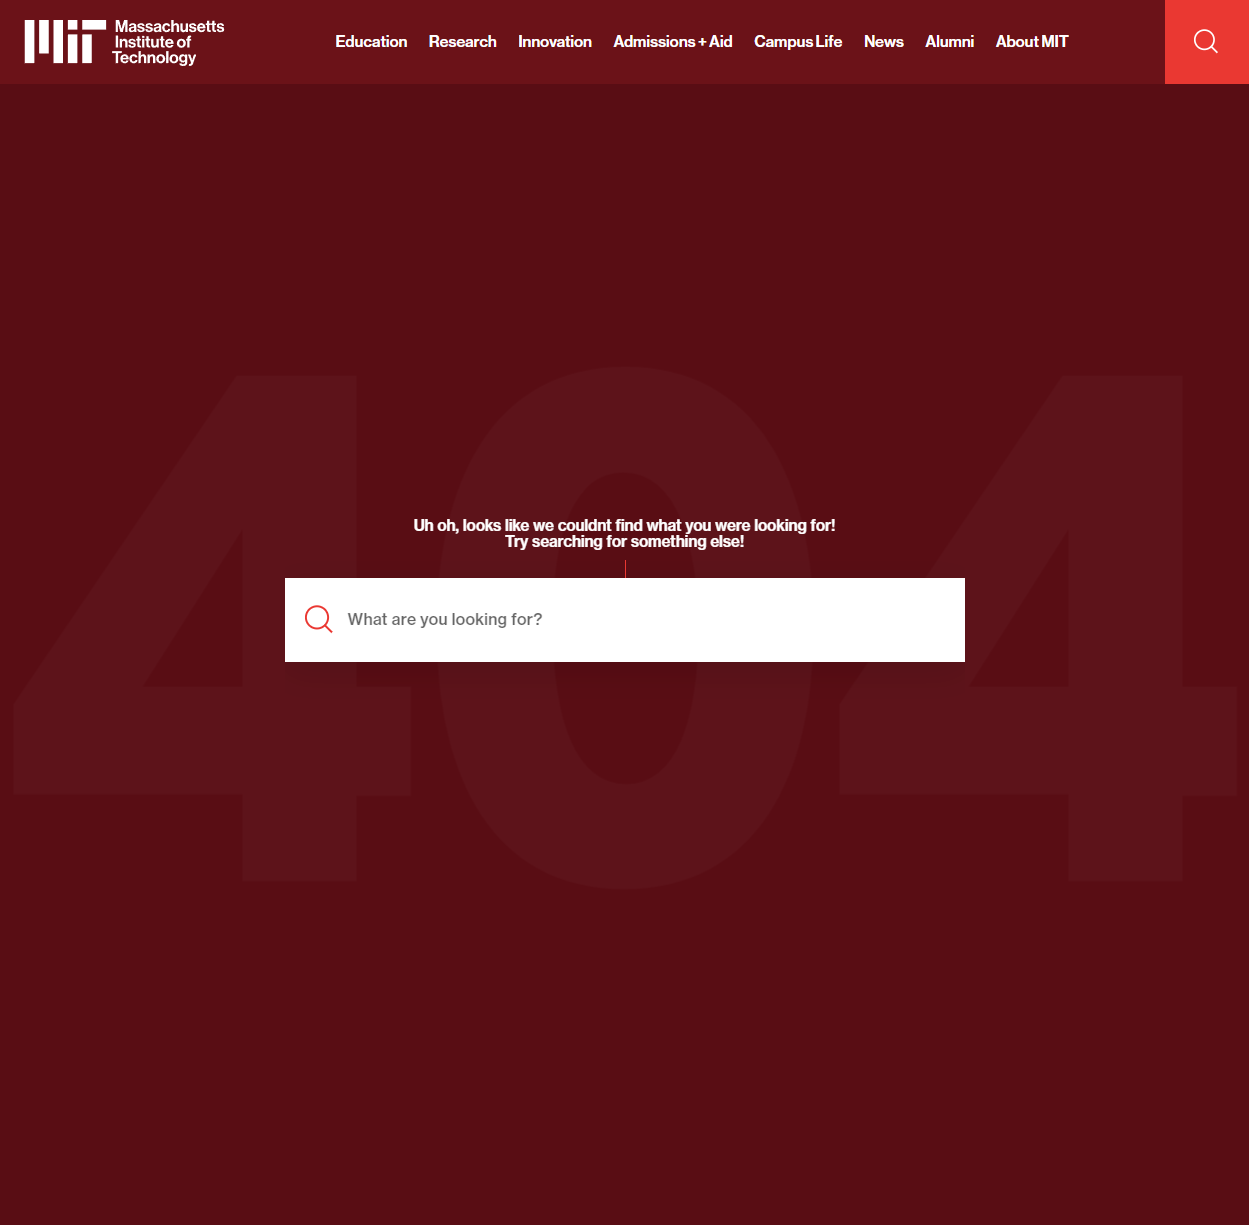 Massachusetts
Institute of
Technology
Education Research Innovation Admissions + Aid Campus Life News Alumni About MIT
404
Uh oh, looks like we couldnt find what you were looking for!
Try searching for something else!
What are you looking for?